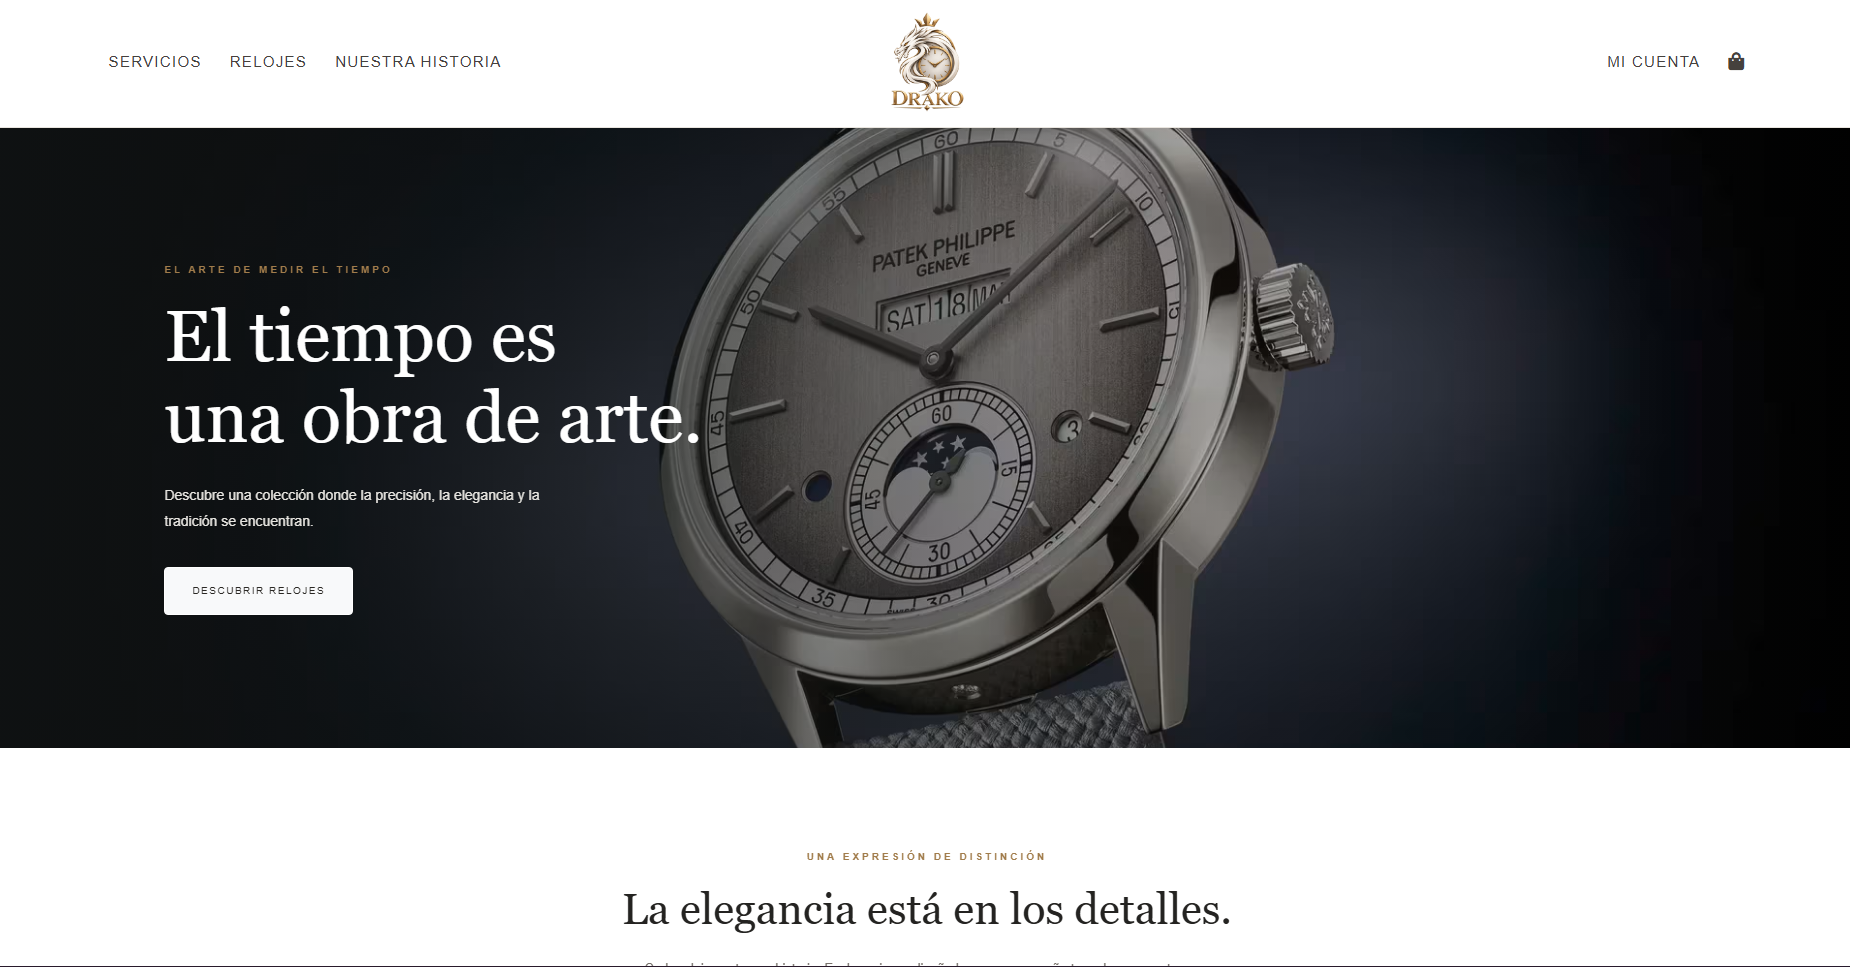 SERVICIOS RELOJES NUESTRA HISTORIA
DRAKO
MI CUENTA
60
5
10
55
PATEK PHILIPPE
GENEVE
50
SAT 18 MAY
15
EL ARTE DE MEDIR EL TIEMPO
El tiempo es
una obra de arte.
45
60
3
15
45
30
40
35
30
25
Descubre una colección donde la precisión, la elegancia y la
tradición se encuentran.
DESCUBRIR RELOJES
UNA EXPRESIÓN DE DISTINCIÓN
La elegancia está en los detalles.